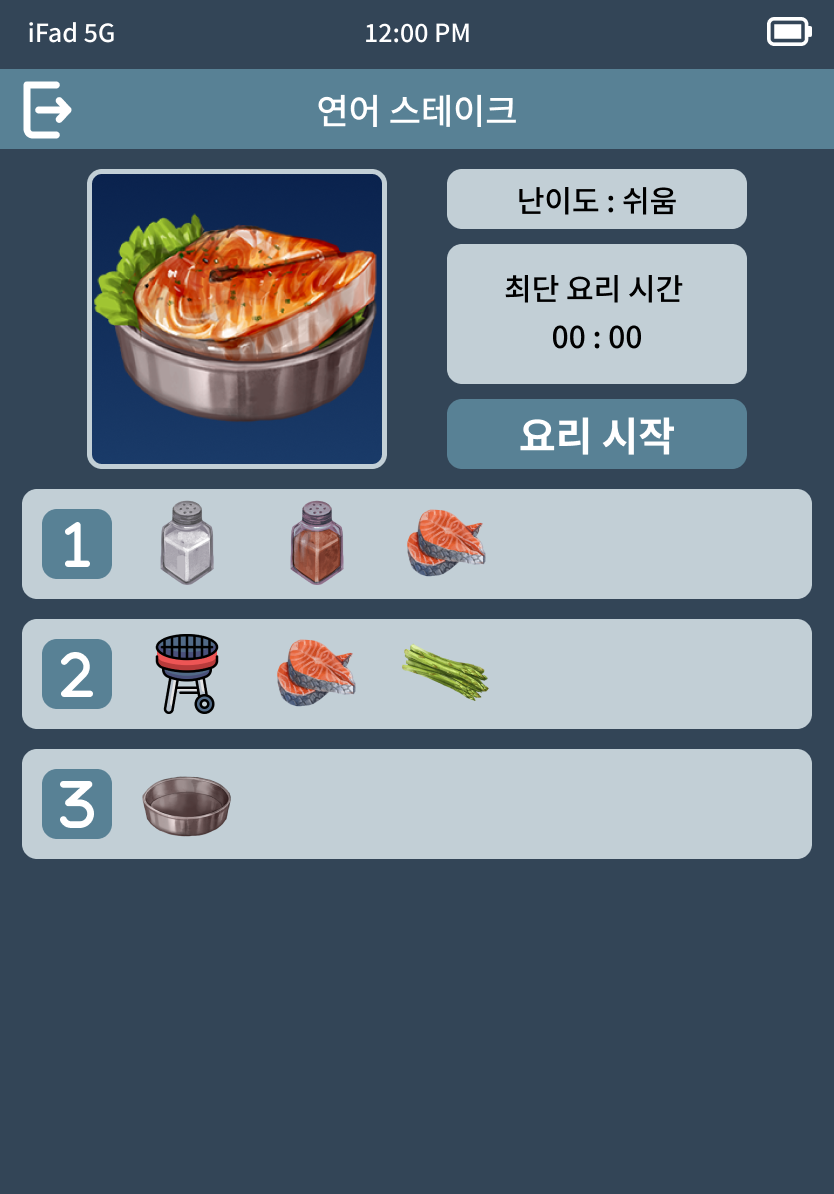 iFad 5G
12:00 PM
연어 스테이크
난이도 : 쉬움
최단 요리 시간
00 : 00
요리 시작
1
2
3